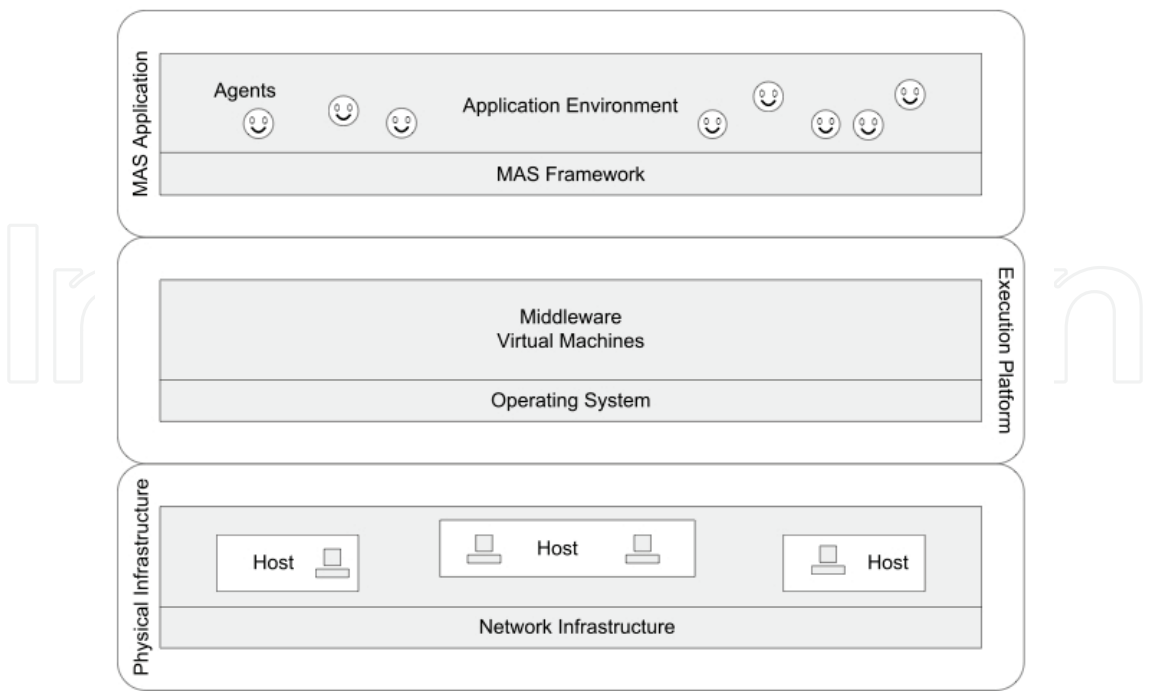 MAS Application
Agents
Application Environment
MAS Framework
Middleware
Virtual Machines
Operating System
Execution Platform
Physical Infrastructure
Host
Host
Host
Network Infrastructure